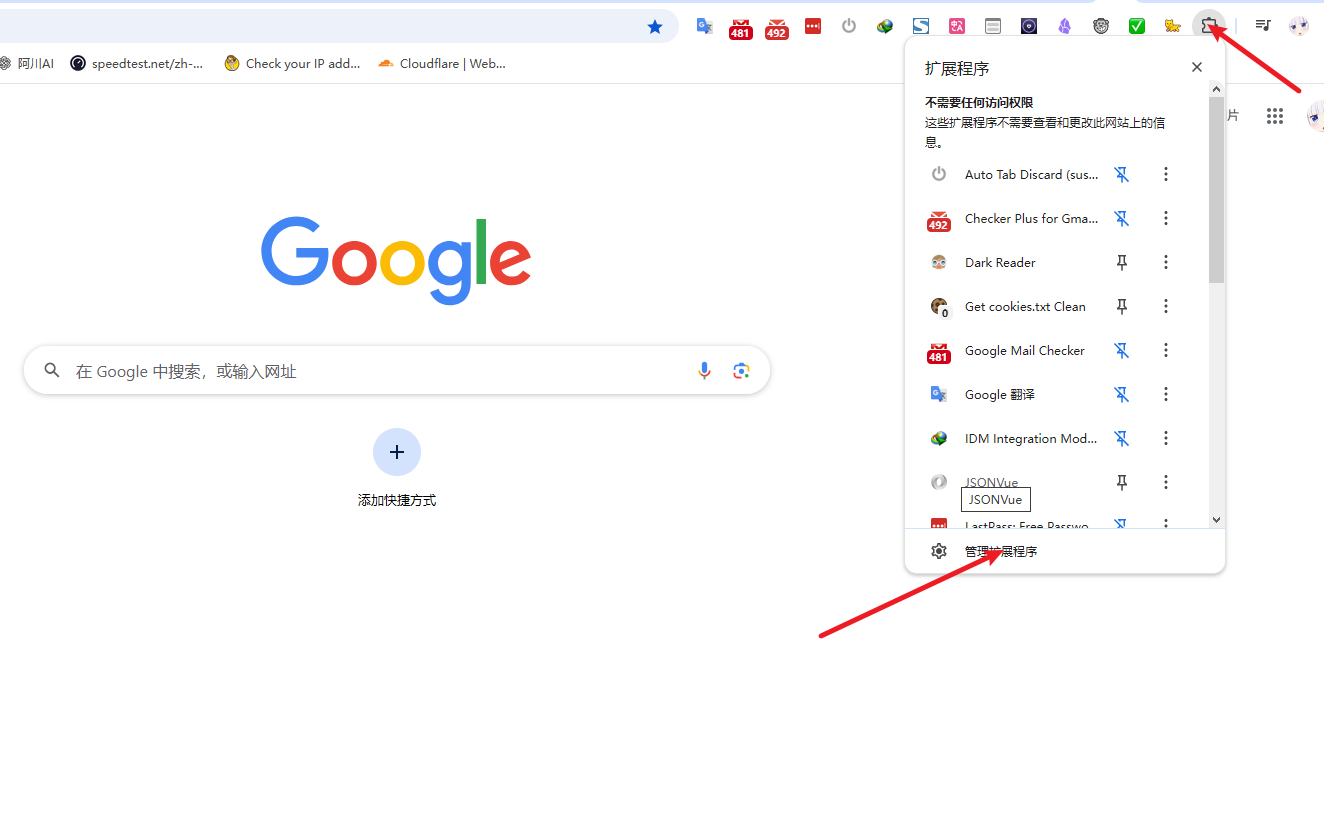 481
492
阿川AI
speedtest.net/zh-...
Check your IP add...
Cloudflare | Web...
扩展程序
不需要任何访问权限
这些扩展程序不需要查看和更改此网站上的信
息。
片
Auto Tab Discard (sus...
492
Checker Plus for Gma...
Dark Reader
0
Get cookies.txt Clean
481
Google Mail Checker
Google 翻译
IDM Integration Mod...
JSONVue
JSONVue
LastPass: Free Passwo
管理扩展程序
Google
在 Google 中搜索，或输入网址
添加快捷方式